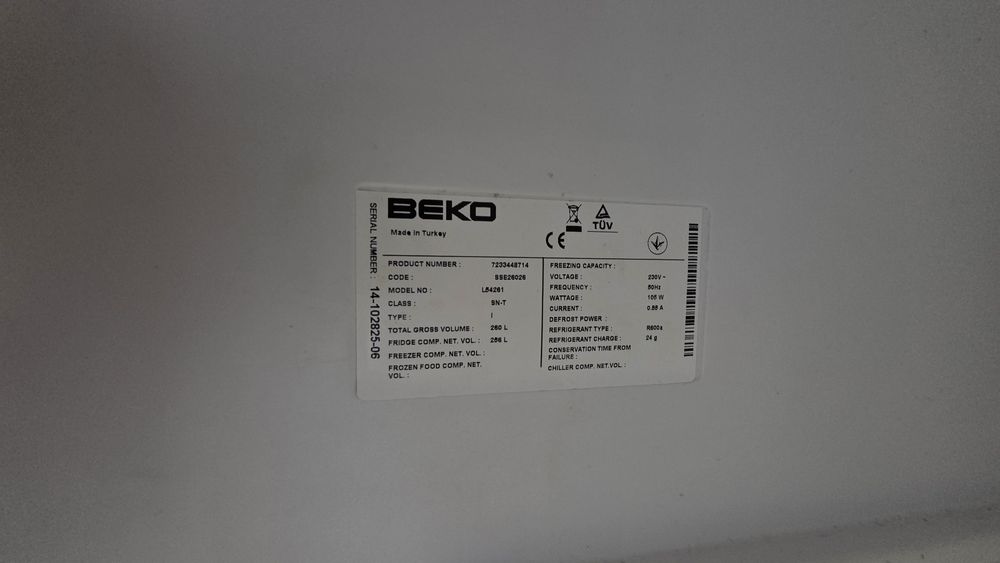 BEKO
Made in Turkey
TÜV
CE
SERIAL NUMBER : 14-102825-06
PRODUCT NUMBER : 7233448714
CODE : SSE26026
MODEL NO : LS4261
CLASS : SN-T
TYPE : I
TOTAL GROSS VOLUME : 260 L
FRIDGE COMP. NET. VOL. : 256 L
FREEZER COMP. NET VOL. :
FROZEN FOOD COMP. NET.
VOL. :
FREEZING CAPACITY :
VOLTAGE : 230V ~
FREQUENCY : 50Hz
WATTAGE : 105 W
CURRENT : 0.85 A
DEFROST POWER :
REFRIGERANT TYPE : R600a
REFRIGERANT CHARGE : 24 g
CONSERVATION TIME FROM
FAILURE :
CHILLER COMP. NET.VOL. :